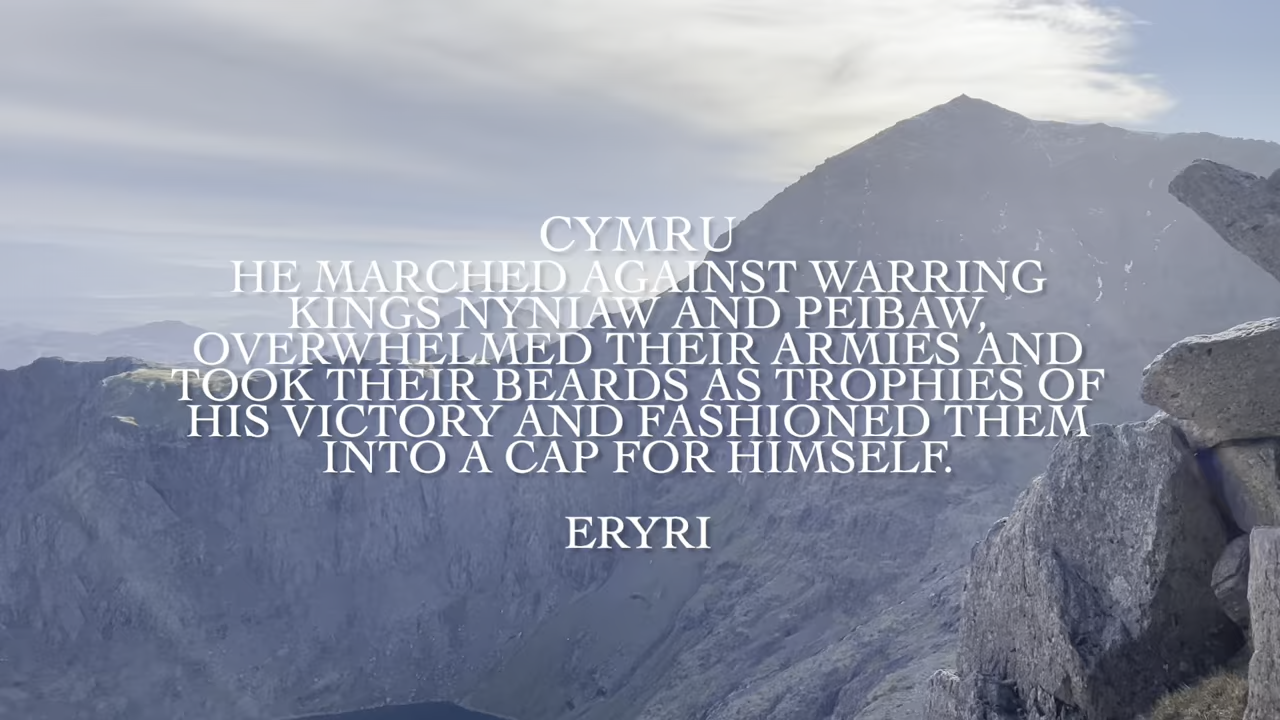 CYMRU
HE MARCHED AGAINST WARRING
KINGS NYNIAW AND PEIBAW,
OVERWHELMED THEIR ARMIES AND
TOOK THEIR BEARDS AS TROPHIES OF
HIS VICTORY AND FASHIONED THEM
INTO A CAP FOR HIMSELF.
ERYRI